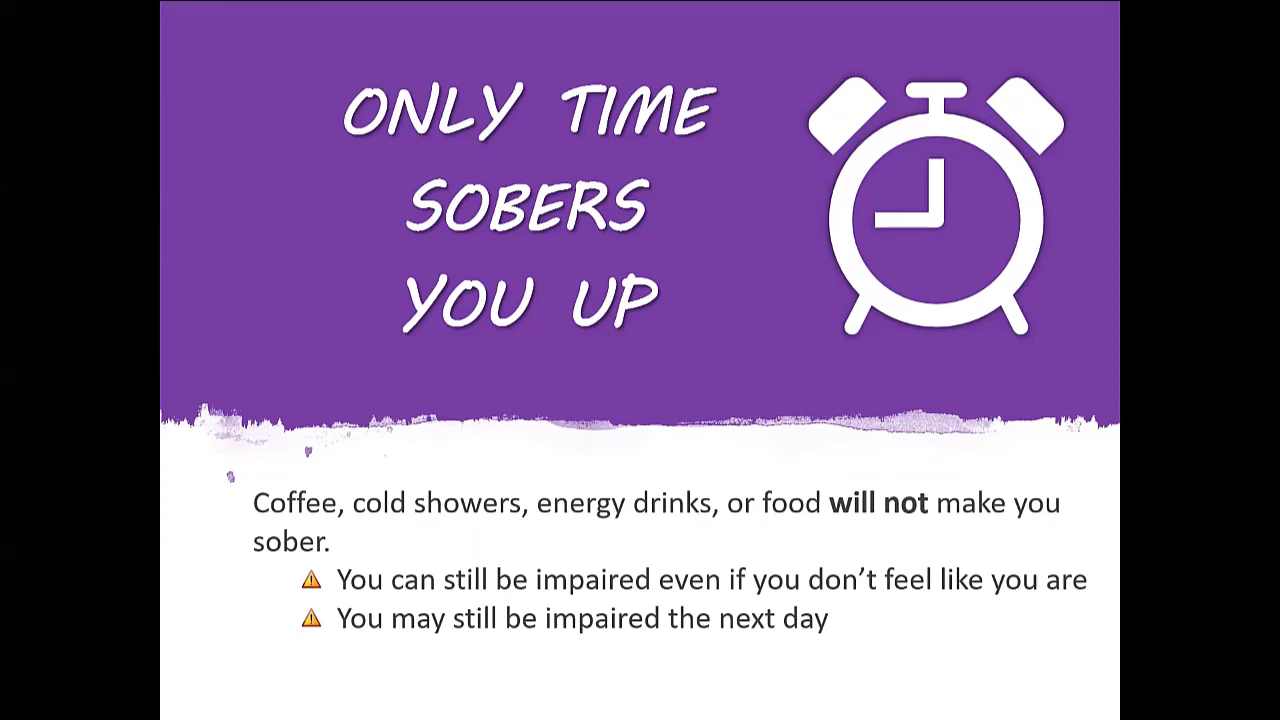 ONLY TIME
SOBERS
YOU UP
Coffee, cold showers, energy drinks, or food will not make you
sober.
You can still be impaired even if you don’t feel like you are
You may still be impaired the next day